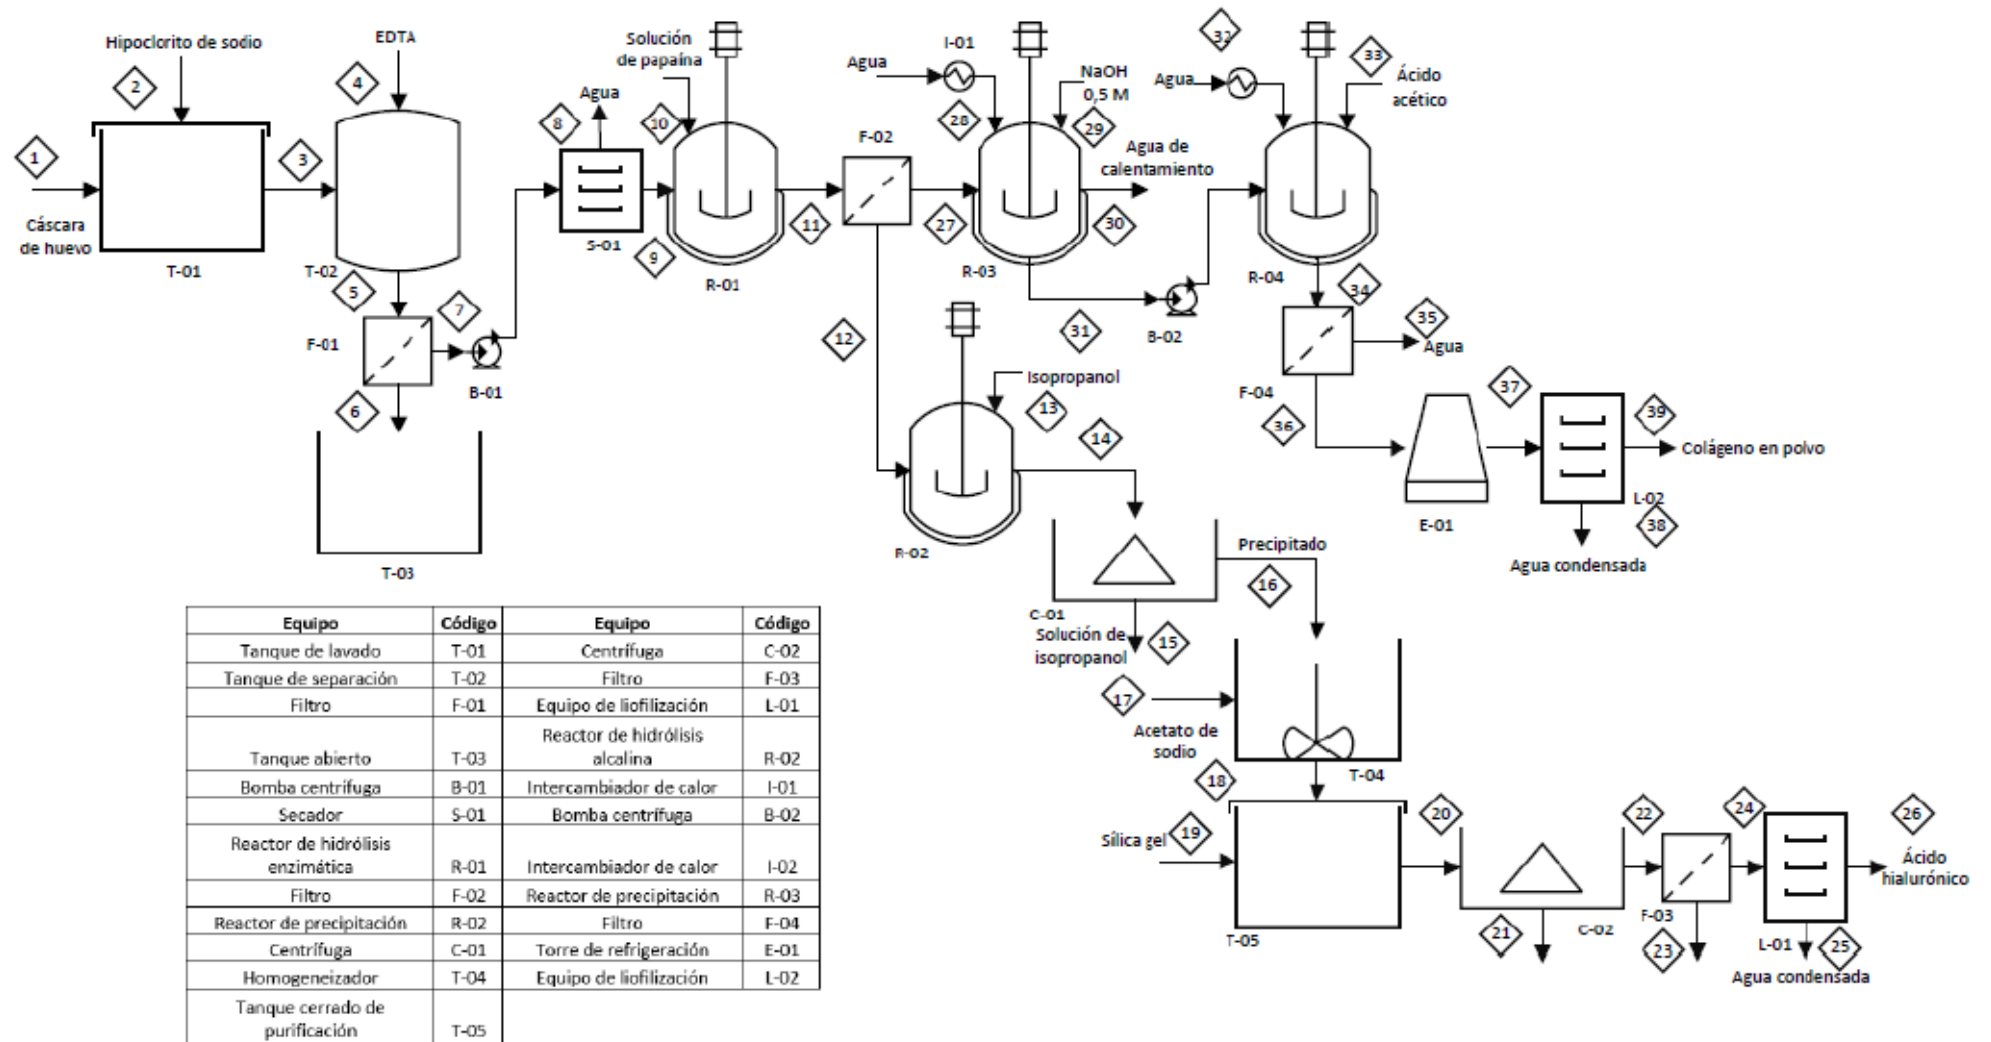 Hipoclorito de sodio
2
1
Cáscara
de huevo
T-01
3
EDTA
4
T-02
5
F-01
6
7
B-01
T-03
Agua
8
S-01
9
Solución
de papaína
10
R-01
11
F-02
12
Agua
I-01
28
NaOH
0,5 M
29
27
R-03
Agua de
calentamiento
30
31
B-02
32
Agua
33
Ácido
acético
R-04
34
F-04
35
Agua
36
E-01
37
L-02
39
Colágeno en polvo
38
Agua condensada
Isopropanol
13
R-02
14
C-01
Solución de
isopropanol
15
Precipitado
16
17
Acetato de
sodio
T-04
18
Sílica gel
19
T-05
20
21
C-02
22
F-03
23
24
L-01
25
Agua condensada
26
Ácido
hialurónico
Equipo Código Equipo Código
Tanque de lavado T-01 Centrífuga C-02
Tanque de separación T-02 Filtro F-03
Filtro F-01 Equipo de liofilización L-01
Tanque abierto T-03 Reactor de hidrólisis alcalina R-02
Bomba centrífuga B-01 Intercambiador de calor I-01
Secador S-01 Bomba centrífuga B-02
Reactor de hidrólisis enzimática R-01 Intercambiador de calor I-02
Filtro F-02 Reactor de precipitación R-03
Reactor de precipitación R-02 Filtro F-04
Centrífuga C-01 Torre de refrigeración E-01
Homogeneizador T-04 Equipo de liofilización L-02
Tanque cerrado de purificación T-05